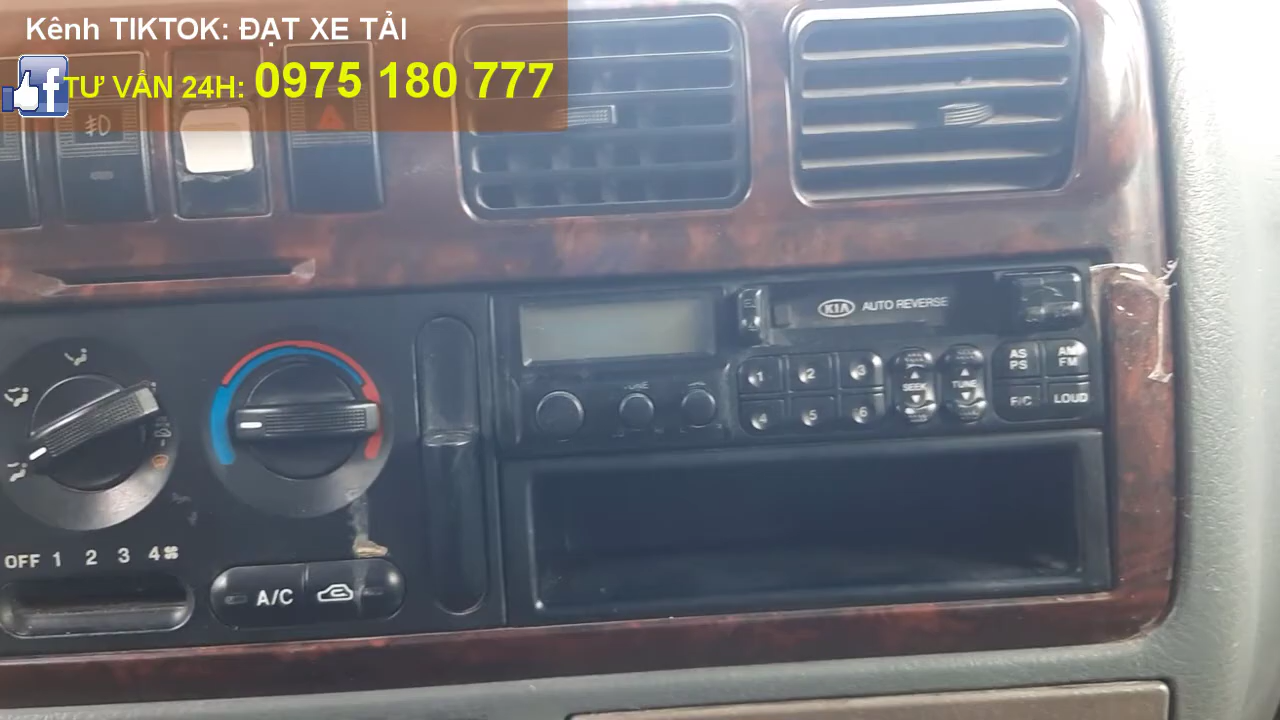 Kênh TIKTOK: ĐẠT XE TẢI
f TƯ VẤN 24H: 0975 180 777
KIA AUTO REVERSE
1 2 3
4 5 6
SEEK
TUNE
AS PS
AM FM
F/C
LOUD
OFF 1 2 3 4
A/C